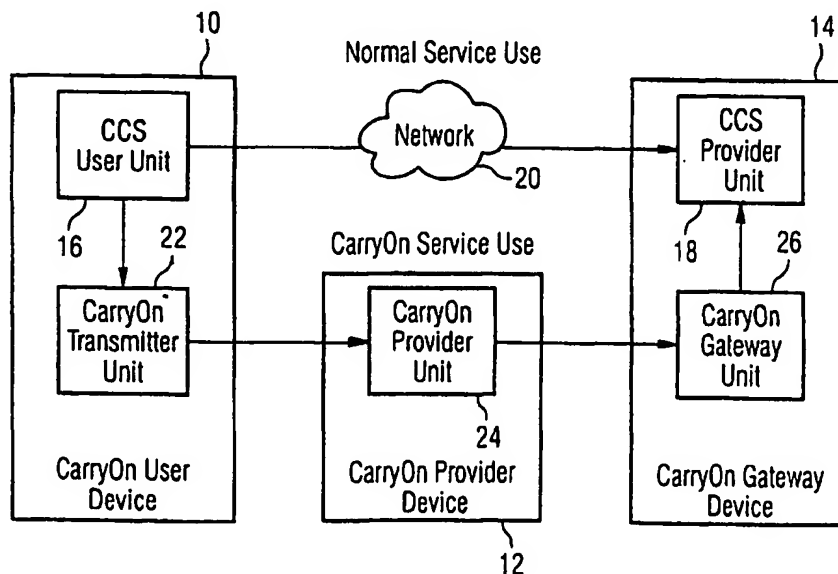 10
Normal Service Use
14
CCS
User Unit
Network
20
CCS
Provider
Unit
16
22
CarryOn Service Use
18
26
CarryOn
Transmitter
Unit
CarryOn
Provider
Unit
24
CarryOn
Gateway
Unit
CarryOn User
Device
CarryOn Provider
Device
CarryOn Gateway
Device
12